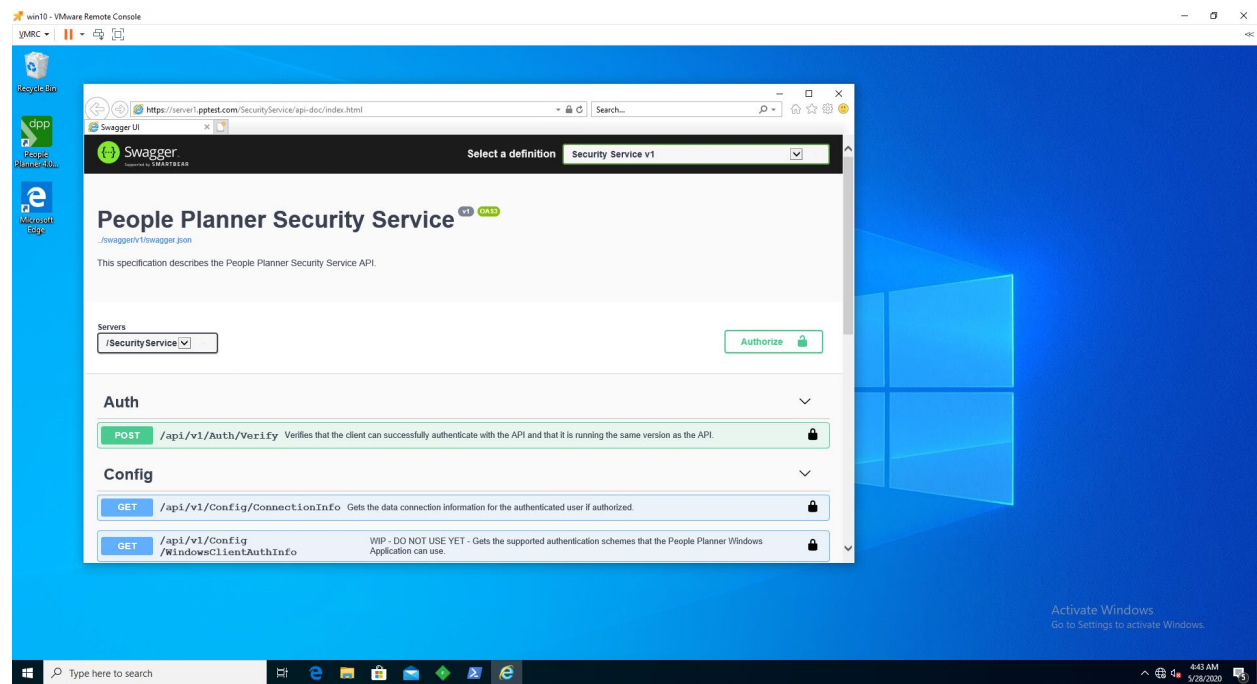 win10 - VMware Remote Console
VMRC
Recycle Bin
dpp
People
Planner 4.0...
Microsoft
Edge
https://server1.pptest.com/SecurityService/api-doc/index.html
Search...
Swagger UI
Swagger
Supported by SMARTBEAR
Select a definition
Security Service v1
People Planner Security Service v1 OAS3
../swagger/v1/swagger.json
This specification describes the People Planner Security Service API.
Servers
/SecurityService
Authorize
Auth
POST /api/v1/Auth/Verify Verifies that the client can successfully authenticate with the API and that it is running the same version as the API.
Config
GET /api/v1/Config/ConnectionInfo Gets the data connection information for the authenticated user if authorized.
GET /api/v1/Config/WindowsClientAuthInfo WIP - DO NOT USE YET - Gets the supported authentication schemes that the People Planner Windows
Application can use.
Activate Windows
Go to Settings to activate Windows.
Type here to search
4:43 AM
5/28/2020